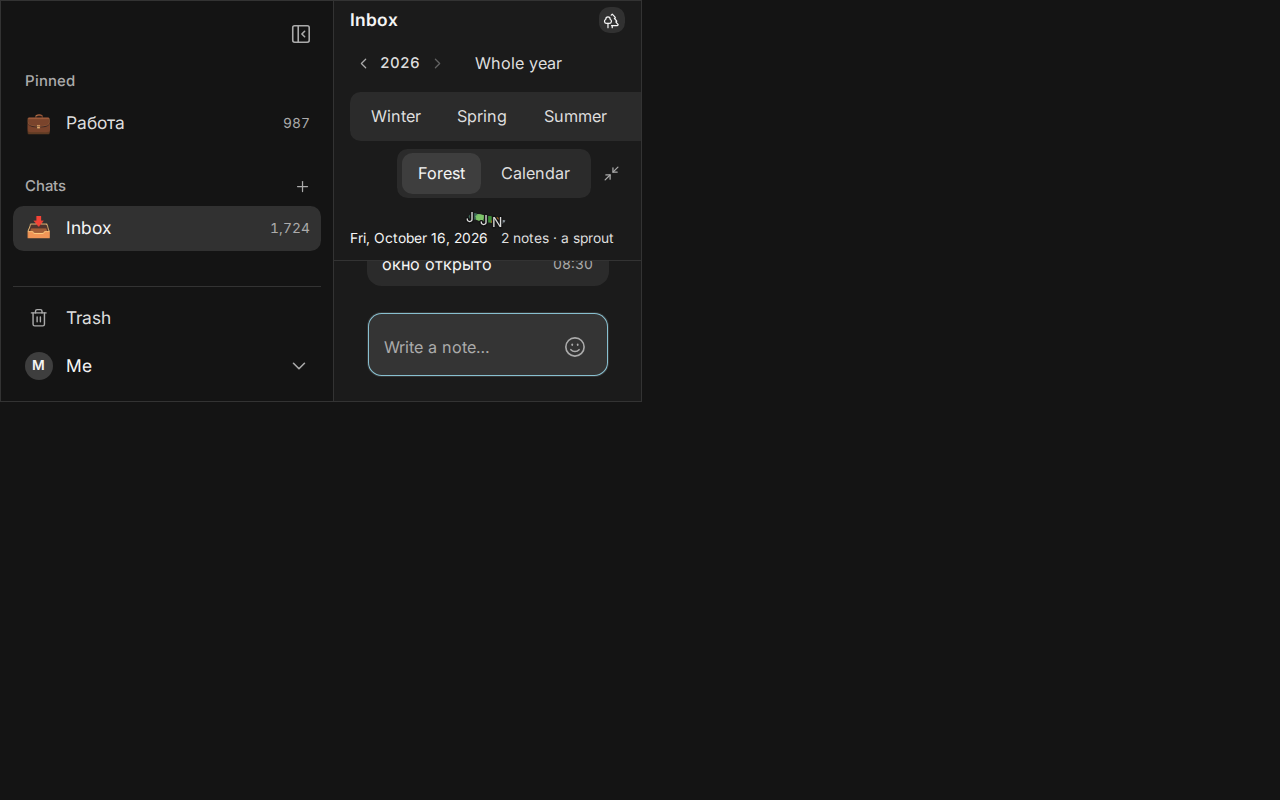 Pinned
Работа 987
Chats
Inbox 1,724
Trash
M Me
Inbox
2026 Whole year
Winter Spring Summer
Forest Calendar
J J N
Fri, October 16, 2026 2 notes · a sprout
окно открыто 08:30
Write a note...